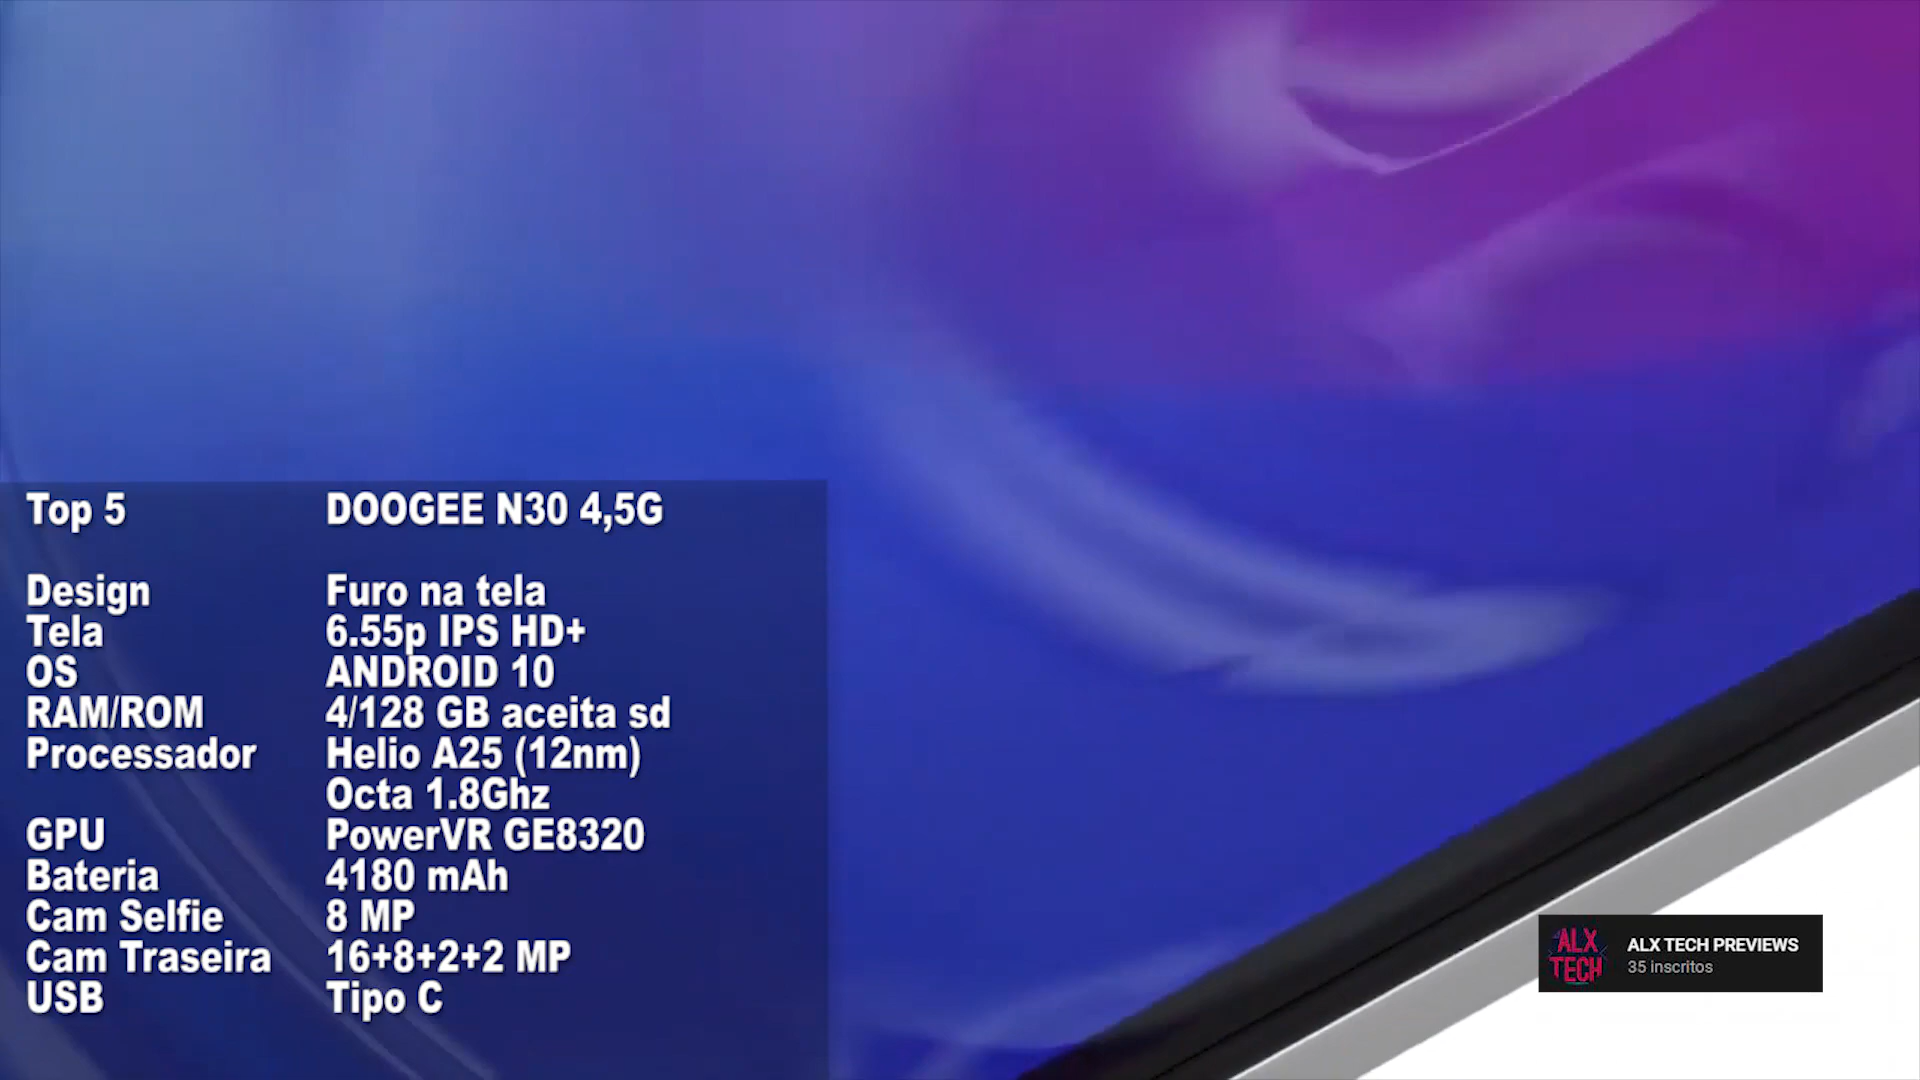 Top 5 DOOGEE N30 4,5G
Design Furo na tela
Tela 6.55p IPS HD+
OS ANDROID 10
RAM/ROM 4/128 GB aceita sd
Processador Helio A25 (12nm)
Octa 1.8Ghz
GPU PowerVR GE8320
Bateria 4180 mAh
Cam Selfie 8 MP
Cam Traseira 16+8+2+2 MP
USB Tipo C
ALX TECH
ALX TECH PREVIEWS
35 inscritos